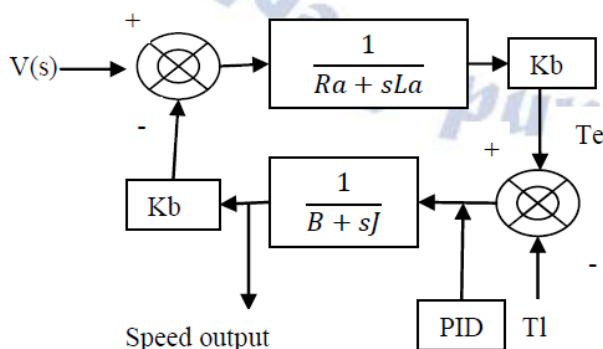 +
V(s)
1
Ra + sLa
Kb
-
+
Te
Kb
1
B + sJ
-
Speed output
PID
Tl